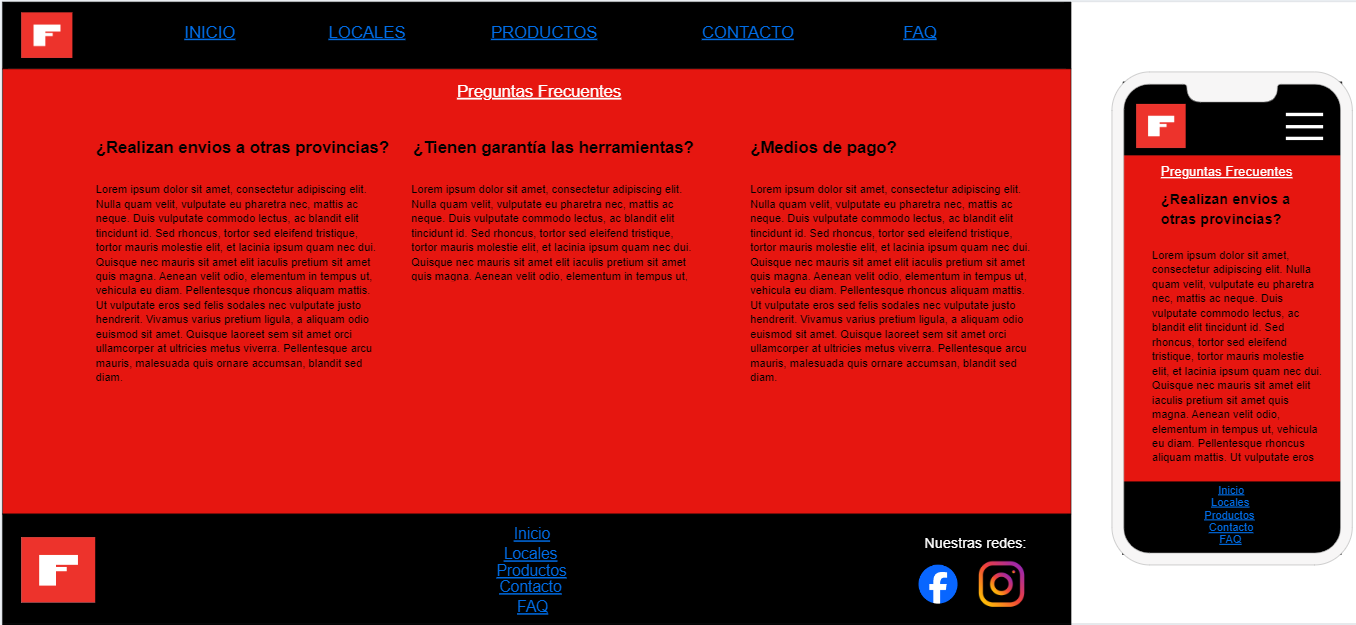 INICIO
LOCALES
PRODUCTOS
CONTACTO
FAQ
Preguntas Frecuentes
¿Realizan envios a otras provincias?
Lorem ipsum dolor sit amet, consectetur adipiscing elit.
Nulla quam velit, vulputate eu pharetra nec, mattis ac
neque. Duis vulputate commodo lectus, ac blandit elit
tincidunt id. Sed rhoncus, tortor sed eleifend tristique,
tortor mauris molestie elit, et lacinia ipsum quam nec dui.
Quisque nec mauris sit amet elit iaculis pretium sit amet
quis magna. Aenean velit odio, elementum in tempus ut,
vehicula eu diam. Pellentesque rhoncus aliquam mattis.
Ut vulputate eros sed felis sodales nec vulputate justo
hendrerit. Vivamus varius pretium ligula, a aliquam odio
euismod sit amet. Quisque laoreet sem sit amet orci
ullamcorper at ultricies metus viverra. Pellentesque arcu
mauris, malesuada quis ornare accumsan, blandit sed
diam.
¿Tienen garantía las herramientas?
Lorem ipsum dolor sit amet, consectetur adipiscing elit.
Nulla quam velit, vulputate eu pharetra nec, mattis ac
neque. Duis vulputate commodo lectus, ac blandit elit
tincidunt id. Sed rhoncus, tortor sed eleifend tristique,
tortor mauris molestie elit, et lacinia ipsum quam nec dui.
Quisque nec mauris sit amet elit iaculis pretium sit amet
quis magna. Aenean velit odio, elementum in tempus ut,
¿Medios de pago?
Lorem ipsum dolor sit amet, consectetur adipiscing elit.
Nulla quam velit, vulputate eu pharetra nec, mattis ac
neque. Duis vulputate commodo lectus, ac blandit elit
tincidunt id. Sed rhoncus, tortor sed eleifend tristique,
tortor mauris molestie elit, et lacinia ipsum quam nec dui.
Quisque nec mauris sit amet elit iaculis pretium sit amet
quis magna. Aenean velit odio, elementum in tempus ut,
vehicula eu diam. Pellentesque rhoncus aliquam mattis.
Ut vulputate eros sed felis sodales nec vulputate justo
hendrerit. Vivamus varius pretium ligula, a aliquam odio
euismod sit amet. Quisque laoreet sem sit amet orci
ullamcorper at ultricies metus viverra. Pellentesque arcu
mauris, malesuada quis ornare accumsan, blandit sed
diam.
Inicio
Locales
Productos
Contacto
FAQ
Nuestras redes:
Preguntas Frecuentes
¿Realizan envios a
otras provincias?
Lorem ipsum dolor sit amet,
consectetur adipiscing elit. Nulla
quam velit, vulputate eu pharetra
nec, mattis ac neque. Duis
vulputate commodo lectus, ac
blandit elit tincidunt id. Sed
rhoncus, tortor sed eleifend
tristique, tortor mauris molestie
elit, et lacinia ipsum quam nec dui.
Quisque nec mauris sit amet elit
iaculis pretium sit amet quis
magna. Aenean velit odio,
elementum in tempus ut, vehicula
eu diam. Pellentesque rhoncus
aliquam mattis. Ut vulputate eros
Inicio
Locales
Productos
Contacto
FAQ